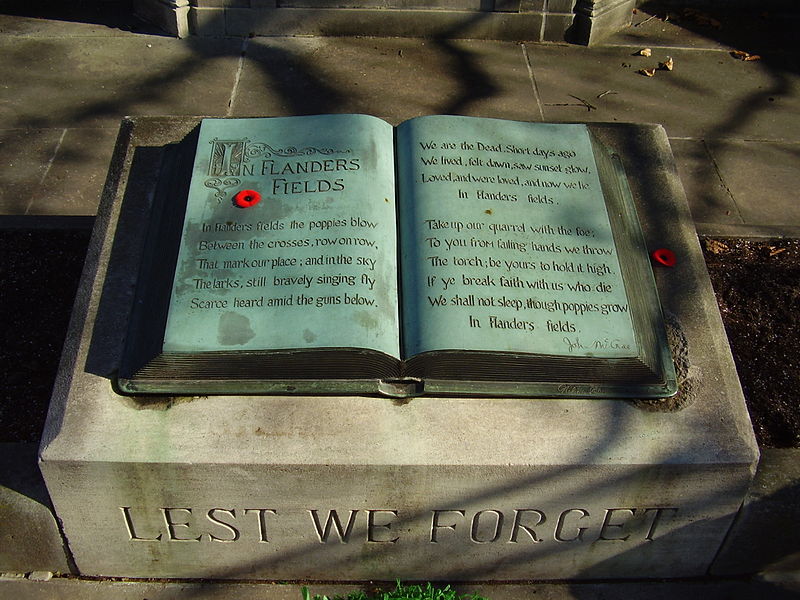 In Flanders
Fields
In Flanders fields the poppies blow
Between the crosses, row on row,
That mark our place; and in the sky
The larks, still bravely singing fly
Scarce heard amid the guns below.
We are the Dead. Short days ago
We lived, felt dawn, saw sunset glow,
Loved, and were loved, and now we lie
In Flanders fields.
Take up our quarrel with the foe;
To you from failing hands we throw
The torch; be yours to hold it high.
If ye break faith with us who die
We shall not sleep, though poppies grow
In Flanders fields.
John McCrae
LEST WE FORGET